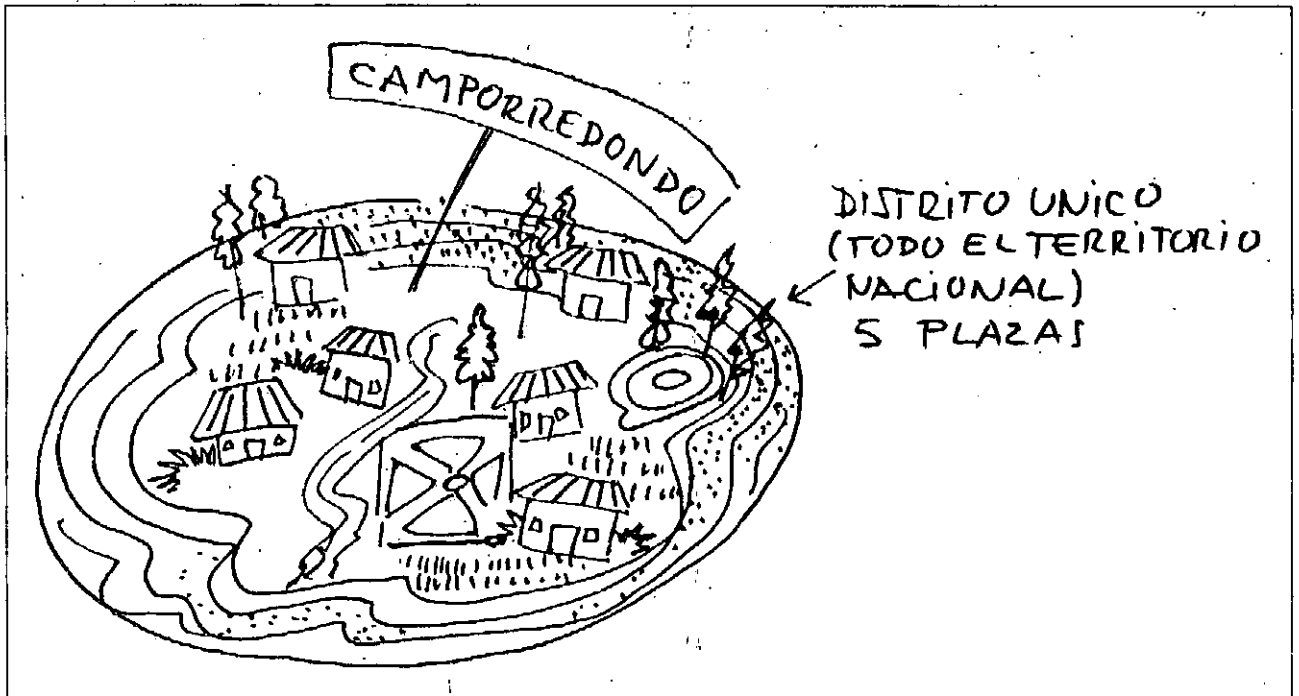 CAMPORREDONDO
DISTRITO UNICO
(TODO EL TERRITORIO
NACIONAL)
5 PLAZAS